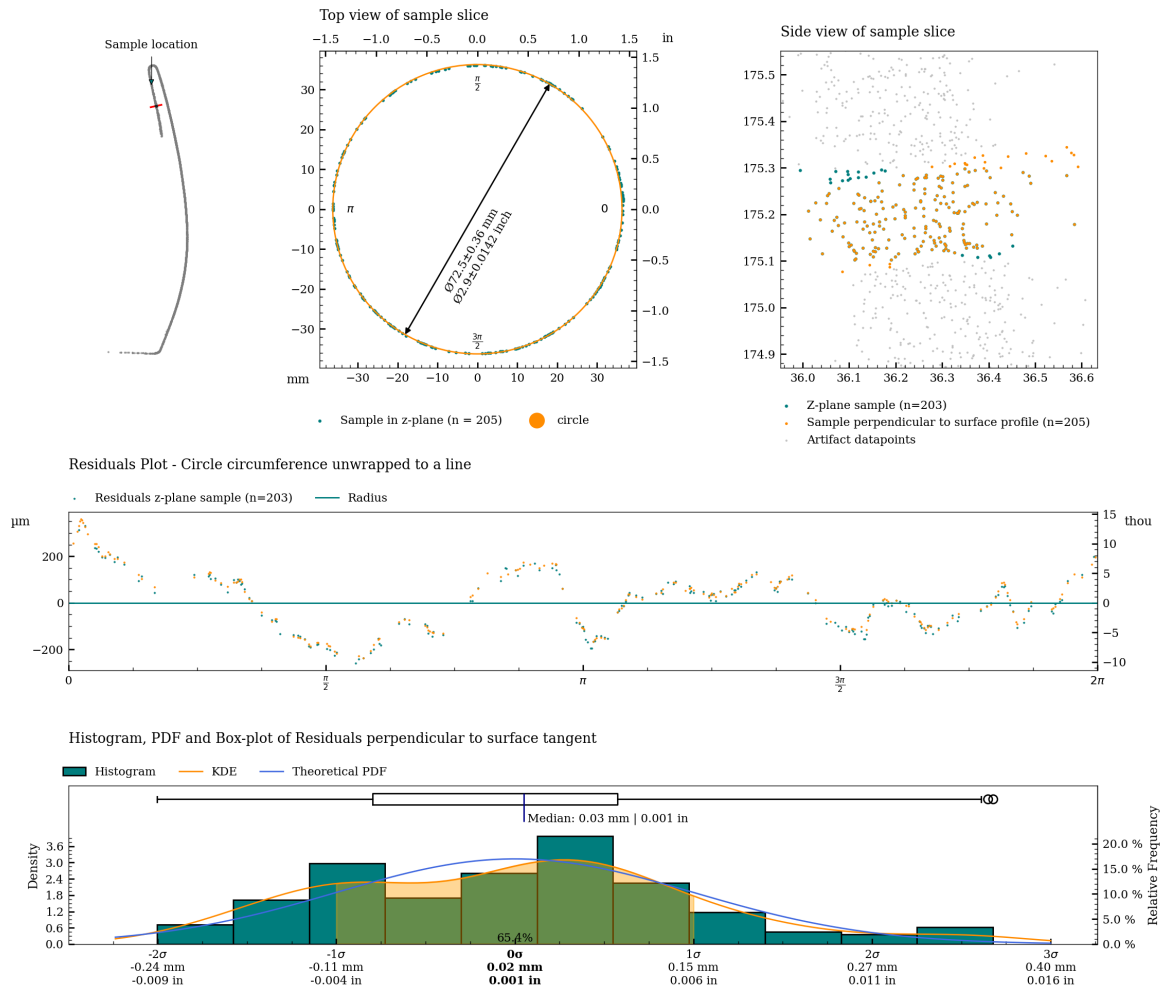 Sample location
Top view of sample slice
−1.5 −1.0 −0.5 0.0 0.5 1.0 1.5 in
30
20
10
0
−10
−20
−30
1.5
1.0
0.5
0.0
−0.5
−1.0
−1.5
π/2
π
0
3π/2
Ø72.5±0.36 mm
Ø2.9±0.0142 inch
mm −30 −20 −10 0 10 20 30
Sample in z-plane (n = 205) circle
Side view of sample slice
175.5
175.4
175.3
175.2
175.1
175.0
174.9
36.0 36.1 36.2 36.3 36.4 36.5 36.6
Z-plane sample (n=203)
Sample perpendicular to surface profile (n=205)
Artifact datapoints
Residuals Plot - Circle circumference unwrapped to a line
Residuals z-plane sample (n=203) Radius
µm
200
0
−200
15
10
5
0
−5
−10
thou
0 π/2 π 3π/2 2π
Histogram, PDF and Box-plot of Residuals perpendicular to surface tangent
Histogram KDE Theoretical PDF
Median: 0.03 mm | 0.001 in
Density
3.6
3.0
2.4
1.8
1.2
0.6
0.0
Relative Frequency
20.0 %
15.0 %
10.0 %
5.0 %
0.0 %
65.4%
-2σ -1σ 0σ 1σ 2σ 3σ
-0.24 mm -0.11 mm 0.02 mm 0.15 mm 0.27 mm 0.40 mm
-0.009 in -0.004 in 0.001 in 0.006 in 0.011 in 0.016 in